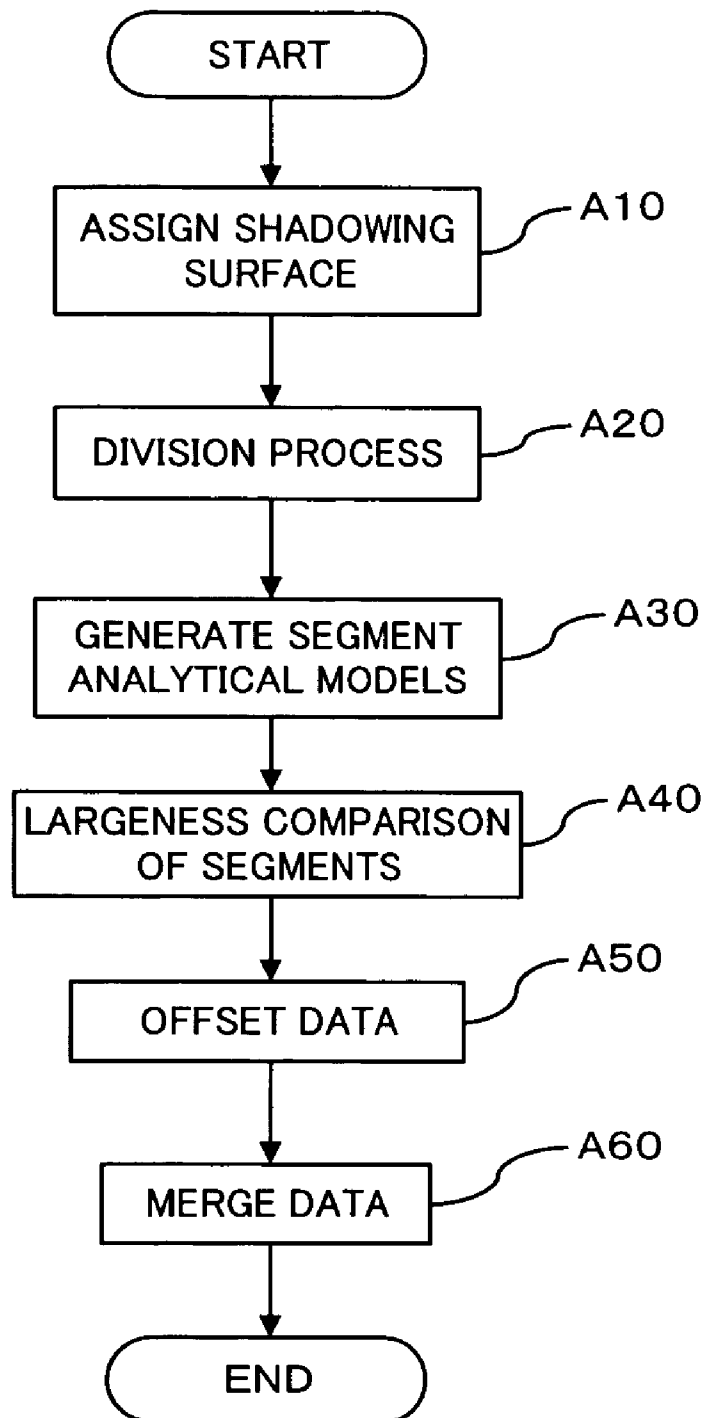 START
A10
ASSIGN SHADOWING
SURFACE
A20
DIVISION PROCESS
A30
GENERATE SEGMENT
ANALYTICAL MODELS
A40
LARGENESS COMPARISON
OF SEGMENTS
A50
OFFSET DATA
A60
MERGE DATA
END